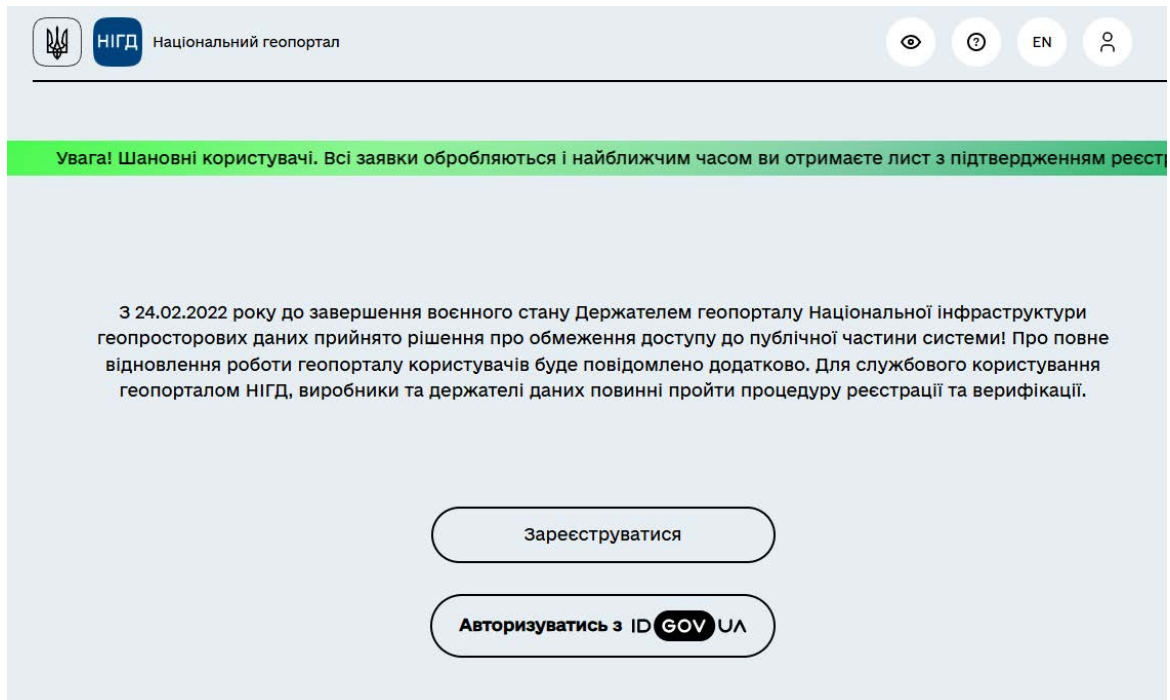 НІГД Національний геопортал EN
Увага! Шановні користувачі. Всі заявки обробляються і найближчим часом ви отримаєте лист з підтвердженням реєстр
З 24.02.2022 року до завершення воєнного стану Держателем геопорталу Національної інфраструктури
геопросторових даних прийнято рішення про обмеження доступу до публічної частини системи! Про повне
відновлення роботи геопорталу користувачів буде повідомлено додатково. Для службового користування
геопорталом НІГД, виробники та держателі даних повинні пройти процедуру реєстрації та верифікації.
Зареєструватися
Авторизуватись з ID GOV UA